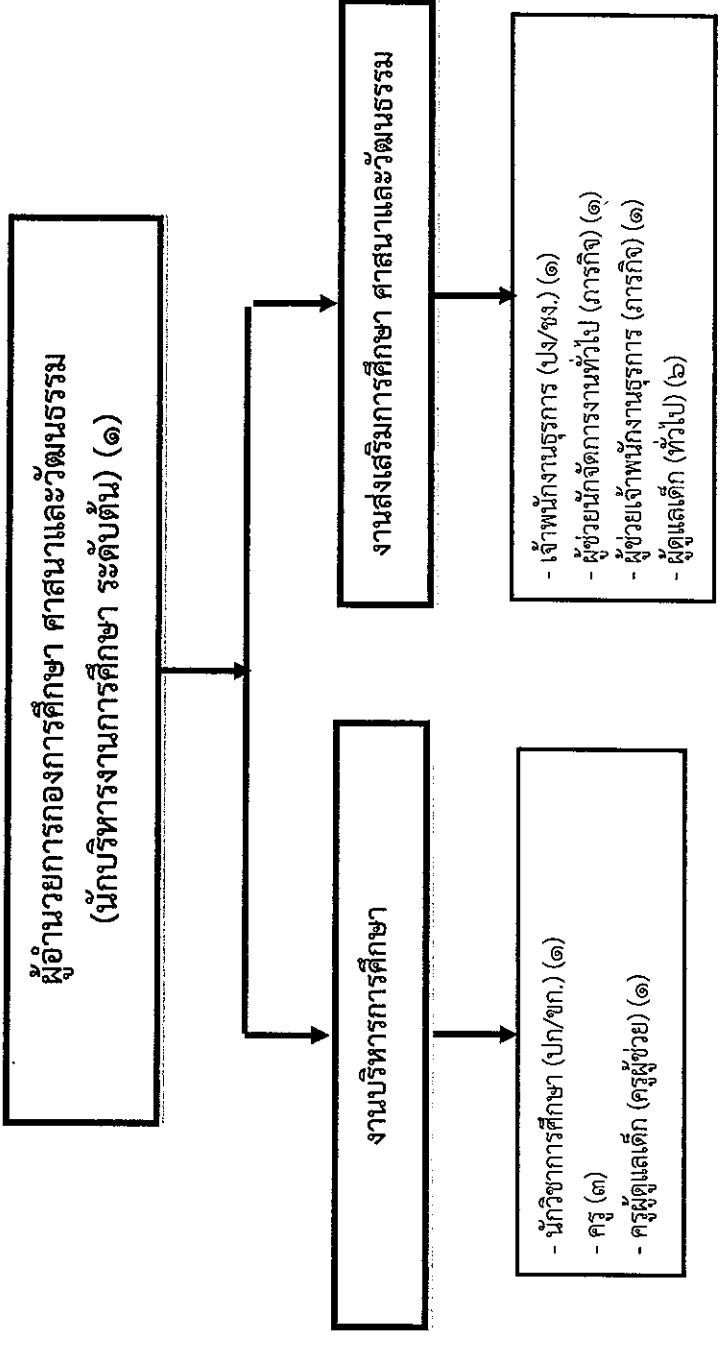 ผู้อำนวยการกองการศึกษา ศาสนาและวัฒนธรรม
(นักบริหารงานการศึกษา ระดับต้น) (๑)
งานบริหารการศึกษา
- นักวิชาการศึกษา (ปก/ชก.) (๑)
- ครู (๓)
- ครูผู้ดูแลเด็ก (ครูผู้ช่วย) (๑)
งานส่งเสริมการศึกษา ศาสนาและวัฒนธรรม
- เจ้าพนักงานธุรการ (ปง/ชง.) (๑)
- ผู้ช่วยนักจัดการงานทั่วไป (ภารกิจ) (๑)
- ผู้ช่วยเจ้าพนักงานธุรการ (ภารกิจ) (๑)
- ผู้ดูแลเด็ก (ทั่วไป) (๖)